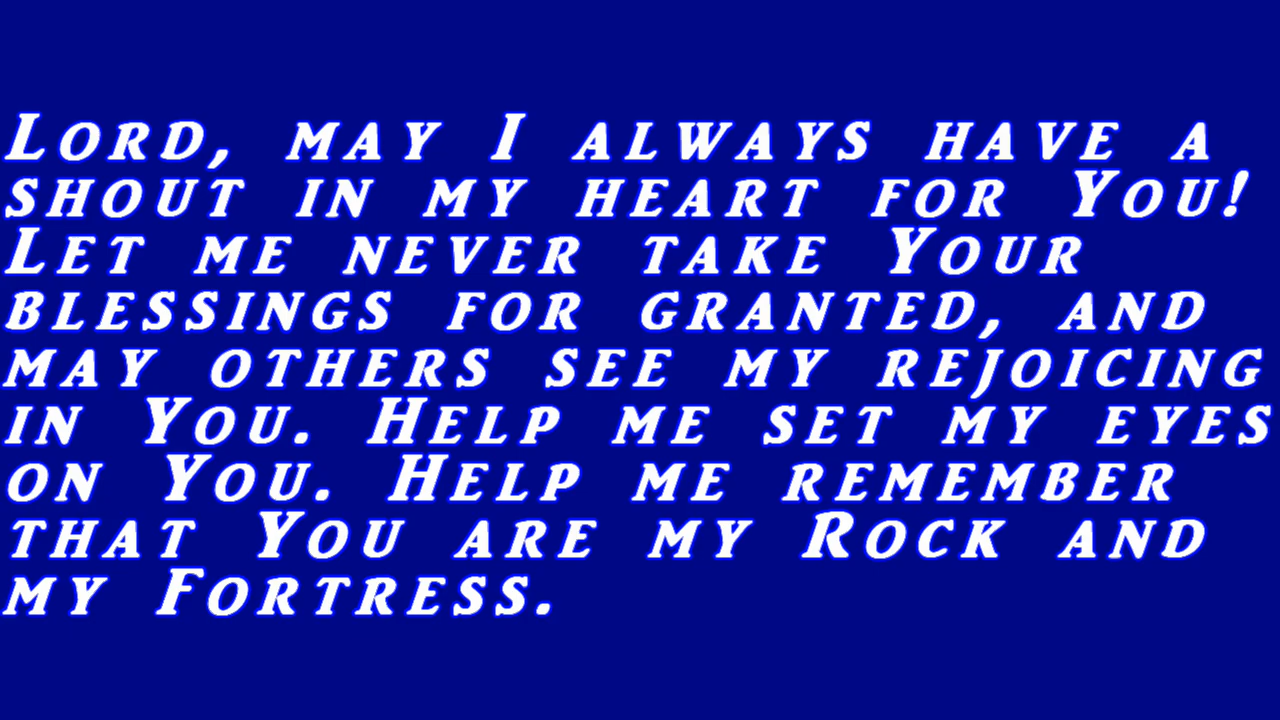 Lord, may I always have a
shout in my heart for You!
Let me never take Your
blessings for granted, and
may others see my rejoicing
in You. Help me set my eyes
on You. Help me remember
that You are my Rock and
my Fortress.